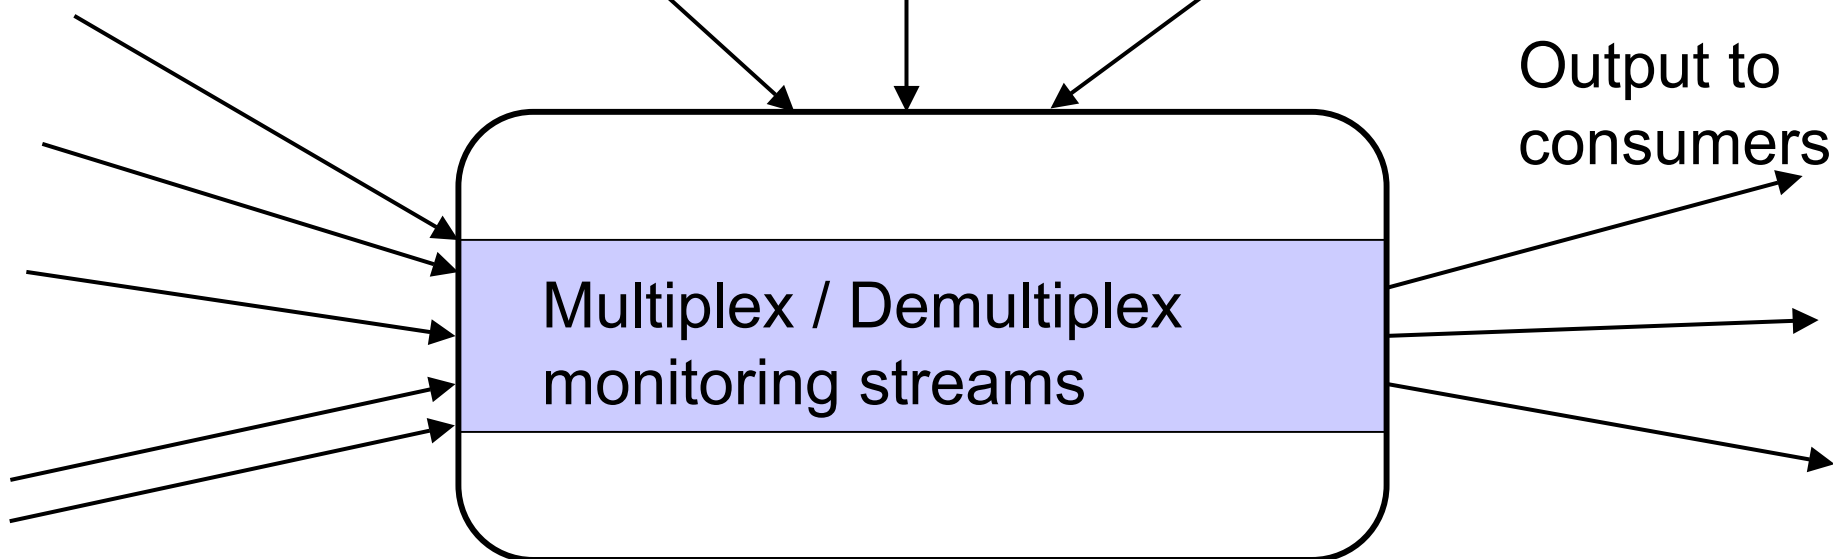 Output to
consumers
Multiplex / Demultiplex
monitoring streams